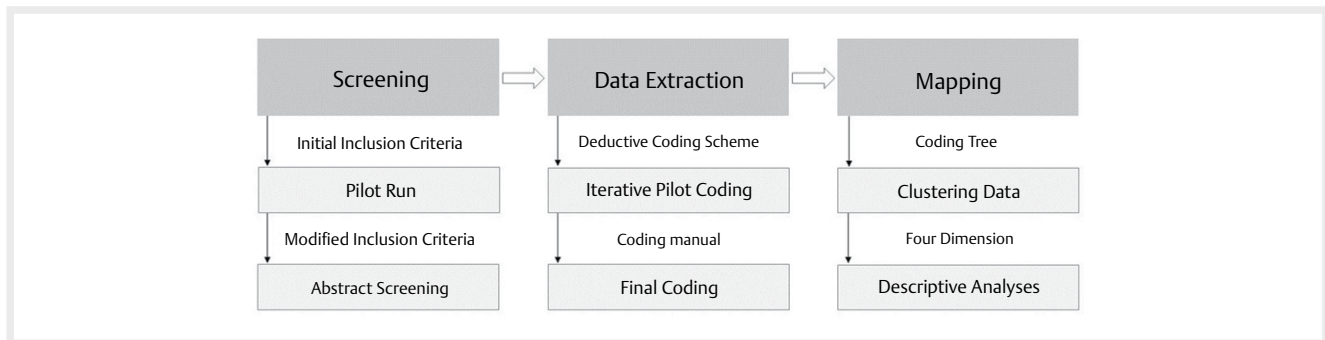 Screening
Data Extraction
Mapping
Initial Inclusion Criteria
Deductive Coding Scheme
Coding Tree
Pilot Run
Iterative Pilot Coding
Clustering Data
Modified Inclusion Criteria
Coding manual
Four Dimension
Abstract Screening
Final Coding
Descriptive Analyses